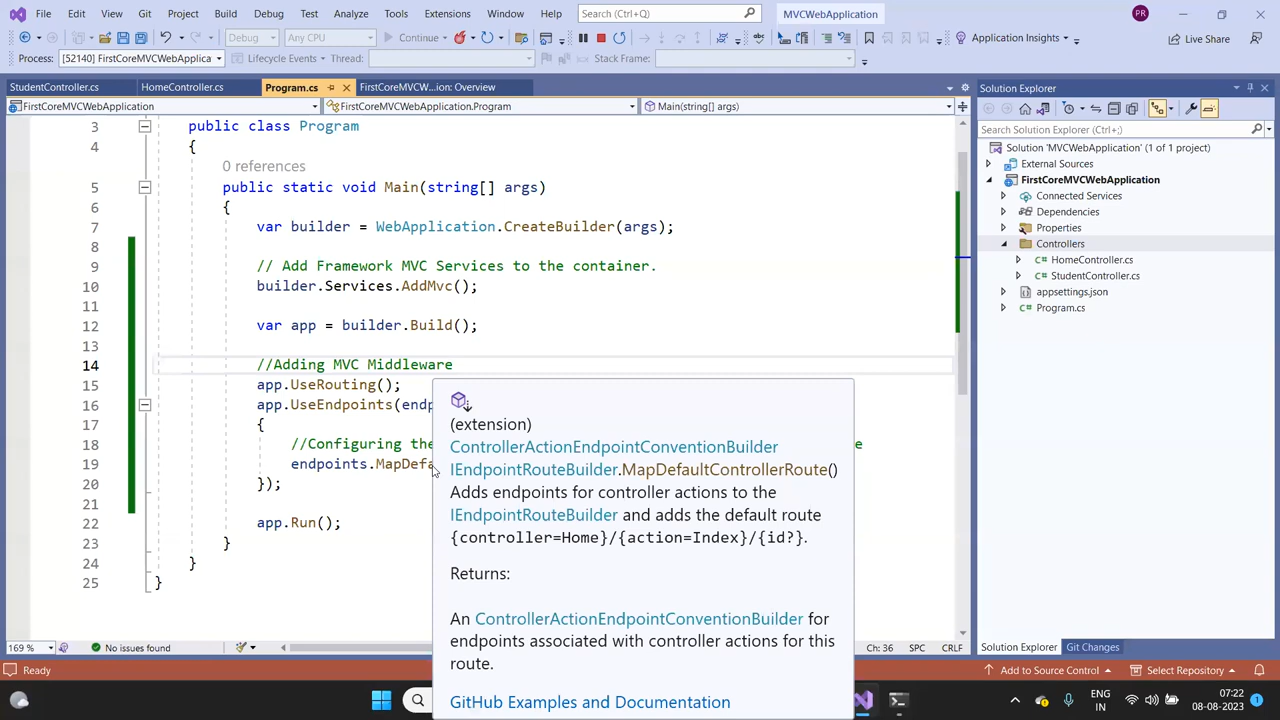 File Edit View Git Project Build Debug Test Analyze Tools Extensions Window Help Search (Ctrl+Q) MVCWebApplication PR
Debug Any CPU Continue Application Insights Live Share
Process: [52140] FirstCoreMVCWebApplica Lifecycle Events Thread: Stack Frame:
StudentController.cs HomeController.cs Program.cs FirstCoreMVCW...ion: Overview
FirstCoreMVCWebApplication FirstCoreMVCWebApplication.Program Main(string[] args)
3 public class Program
4 {
0 references
5 public static void Main(string[] args)
6 {
7 var builder = WebApplication.CreateBuilder(args);
8
9 // Add Framework MVC Services to the container.
10 builder.Services.AddMvc();
11
12 var app = builder.Build();
13
14 //Adding MVC Middleware
15 app.UseRouting();
16 app.UseEndpoints(endp
17 {
18 //Configuring the e
19 endpoints.MapDefa
20 });
21
22 app.Run();
23 }
24 }
25 }
(extension)
ControllerActionEndpointConventionBuilder
IEndpointRouteBuilder.MapDefaultControllerRoute()
Adds endpoints for controller actions to the
IEndpointRouteBuilder and adds the default route
{controller=Home}/{action=Index}/{id?}.
Returns:
An ControllerActionEndpointConventionBuilder for
endpoints associated with controller actions for this
route.
GitHub Examples and Documentation
Solution Explorer
Search Solution Explorer (Ctrl+;)
Solution 'MVCWebApplication' (1 of 1 project)
External Sources
FirstCoreMVCWebApplication
Connected Services
Dependencies
Properties
Controllers
C# HomeController.cs
C# StudentController.cs
appsettings.json
C# Program.cs
169 % No issues found Ch: 36 SPC CRLF
Solution Explorer Git Changes
Ready Add to Source Control Select Repository
ENG
IN
07:22
08-08-2023